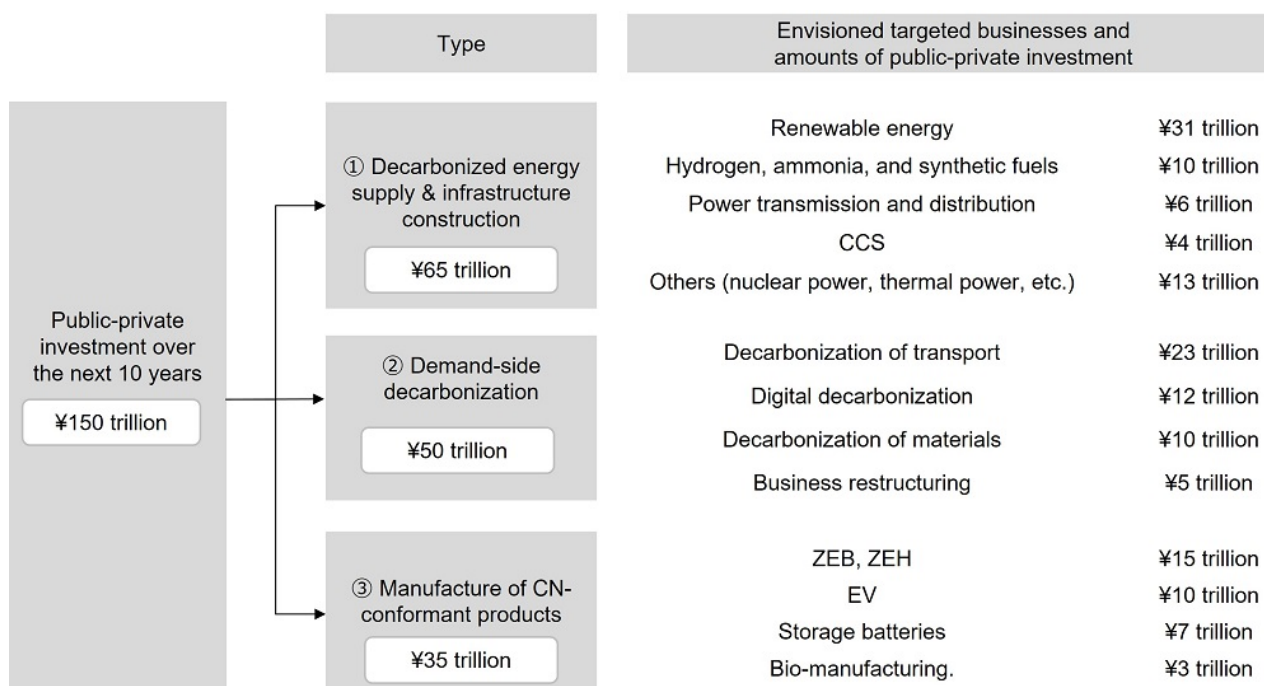 Type
Envisioned targeted businesses and
amounts of public-private investment
Public-private
investment over
the next 10 years
¥150 trillion
① Decarbonized energy
supply & infrastructure
construction
¥65 trillion
Renewable energy ¥31 trillion
Hydrogen, ammonia, and synthetic fuels ¥10 trillion
Power transmission and distribution ¥6 trillion
CCS ¥4 trillion
Others (nuclear power, thermal power, etc.) ¥13 trillion
② Demand-side
decarbonization
¥50 trillion
Decarbonization of transport ¥23 trillion
Digital decarbonization ¥12 trillion
Decarbonization of materials ¥10 trillion
Business restructuring ¥5 trillion
③ Manufacture of CN-
conformant products
¥35 trillion
ZEB, ZEH ¥15 trillion
EV ¥10 trillion
Storage batteries ¥7 trillion
Bio-manufacturing. ¥3 trillion